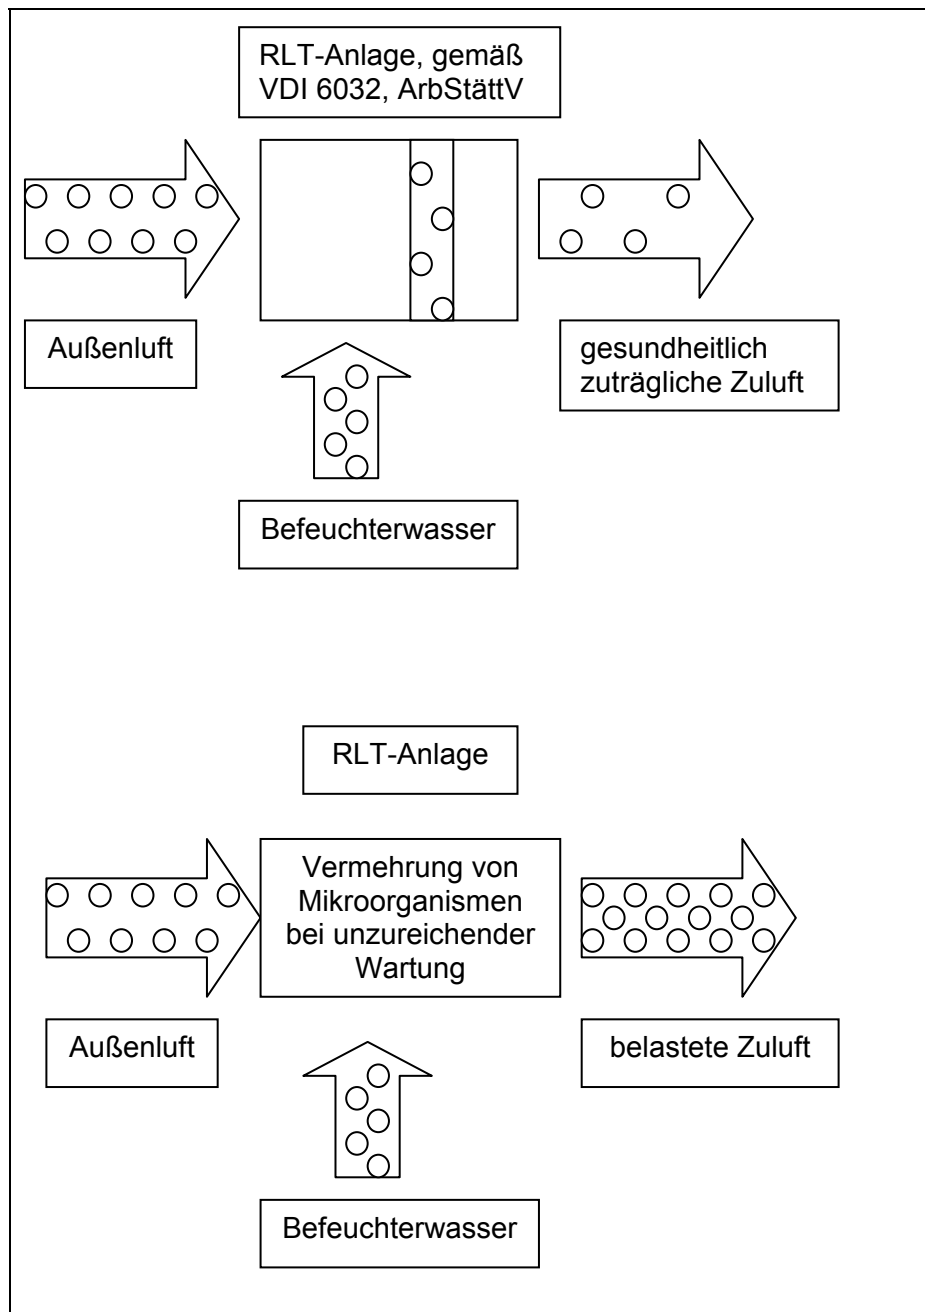 RLT-Anlage, gemäß
VDI 6032, ArbStättV
Außenluft
gesundheitlich
zuträgliche Zuluft
Befeuchterwasser
RLT-Anlage
Vermehrung von
Mikroorganismen
bei unzureichender
Wartung
Außenluft
belastete Zuluft
Befeuchterwasser